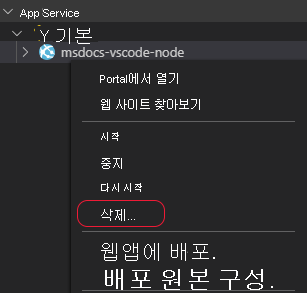 App Service
Y 기본
msdocs-vscode-node
Portal에서 열기
웹 사이트 찾아보기
시작
중지
다시 시작
삭제...
웹앱에 배포.
배포 원본 구성.